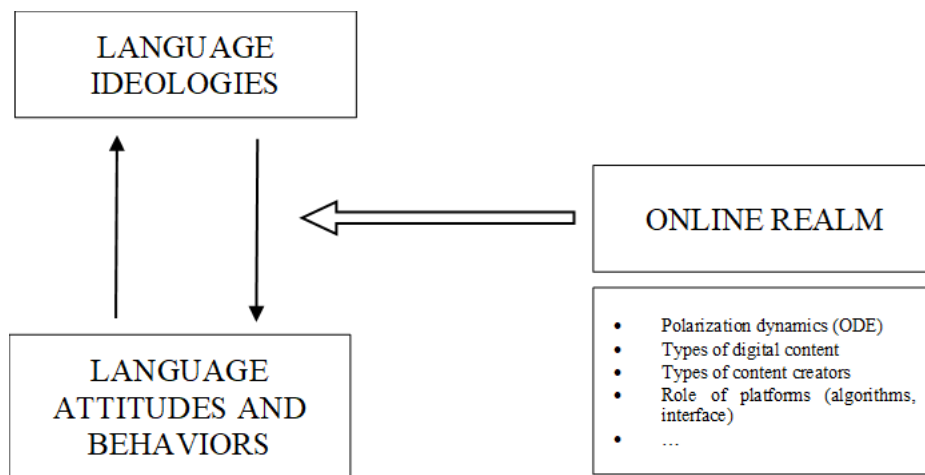 LANGUAGE
IDEOLOGIES
ONLINE REALM
• Polarization dynamics (ODE)
• Types of digital content
• Types of content creators
• Role of platforms (algorithms,
interface)
• …
LANGUAGE
ATTITUDES AND
BEHAVIORS